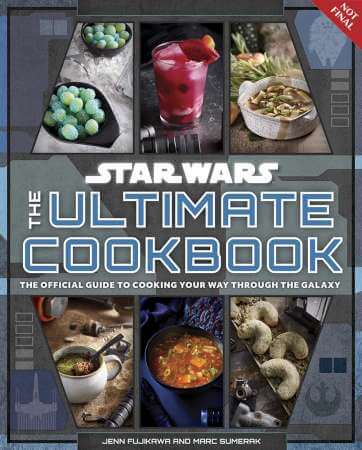 NOT
FINAL
STAR WARS
THE
ULTIMATE
COOKBOOK
THE OFFICIAL GUIDE TO COOKING YOUR WAY THROUGH THE GALAXY
JENN FUJIKAWA AND MARC SUMERAK